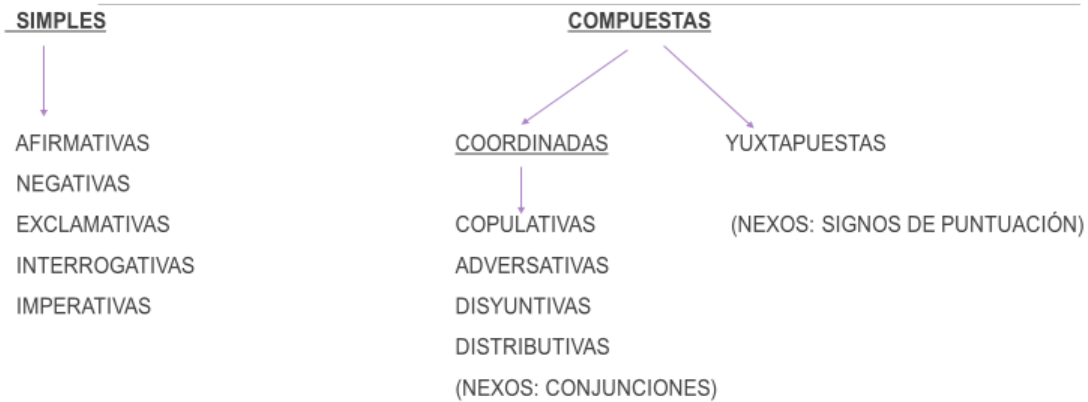 SIMPLES
COMPUESTAS
AFIRMATIVAS
COORDINADAS
YUXTAPUESTAS
NEGATIVAS
EXCLAMATIVAS
COPULATIVAS
(NEXOS: SIGNOS DE PUNTUACIÓN)
INTERROGATIVAS
ADVERSATIVAS
IMPERATIVAS
DISYUNTIVAS
DISTRIBUTIVAS
(NEXOS: CONJUNCIONES)